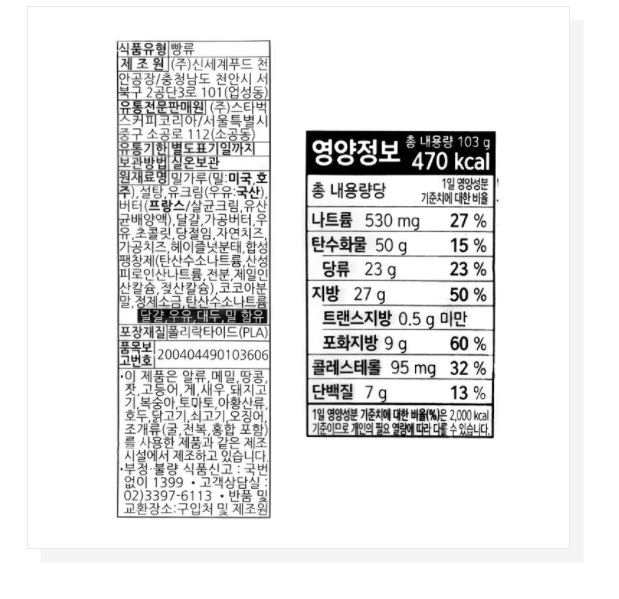 식품유형 빵류
제 조 원 (주)신세계푸드 천
안공장/충청남도 천안시 서
북구 2공단3로 101(업성동)
유통전문판매원 (주)스타벅
스커피코리아/서울특별시
중구 소공로 112(소공동)
유통기한 별도표기일까지
보관방법 실온보관
원재료명 밀가루(밀:미국,호
주),설탕,유크림(우유:국산),
버터(프랑스/살균크림,유산
균배양액),달걀,가공버터,우
유,초콜릿,당절임,자연치즈,
가공치즈,헤이즐넛분태,합성
팽창제(탄산수소나트륨,산성
피로인산나트륨,전분,제일인
산칼슘,젖산칼슘),코코아분
말,정제소금,탄산수소나트륨
달걀,우유,대두,밀 함유
포장재질 폴리락타이드(PLA)
품목보
고번호 200404490103606
·이 제품은 알류, 메밀, 땅콩,
잣,고등어, 게,새우, 돼지고
기,복숭아,토마토,아황산류,
호두,닭고기,쇠고기,오징어,
조개류(굴,전복,홍합 포함)
를 사용한 제품과 같은 제조
시설에서 제조하고 있습니다.
·부정·불량 식품신고 : 국번
없이 1399 • 고객상담실 :
02)3397-6113 • 반품 및
교환장소:구입처 및 제조원
영양정보 총 내용량 103 g
470 kcal
총 내용량당 1일 영양성분
기준치에 대한 비율
나트륨 530 mg 27 %
탄수화물 50 g 15 %
당류 23 g 23 %
지방 27 g 50 %
트랜스지방 0.5 g 미만
포화지방 9 g 60 %
콜레스테롤 95 mg 32 %
단백질 7 g 13 %
1일 영양성분 기준치에 대한 비율(%)은 2,000 kcal
기준이므로 개인의 필요 열량에 따라 다를 수 있습니다.